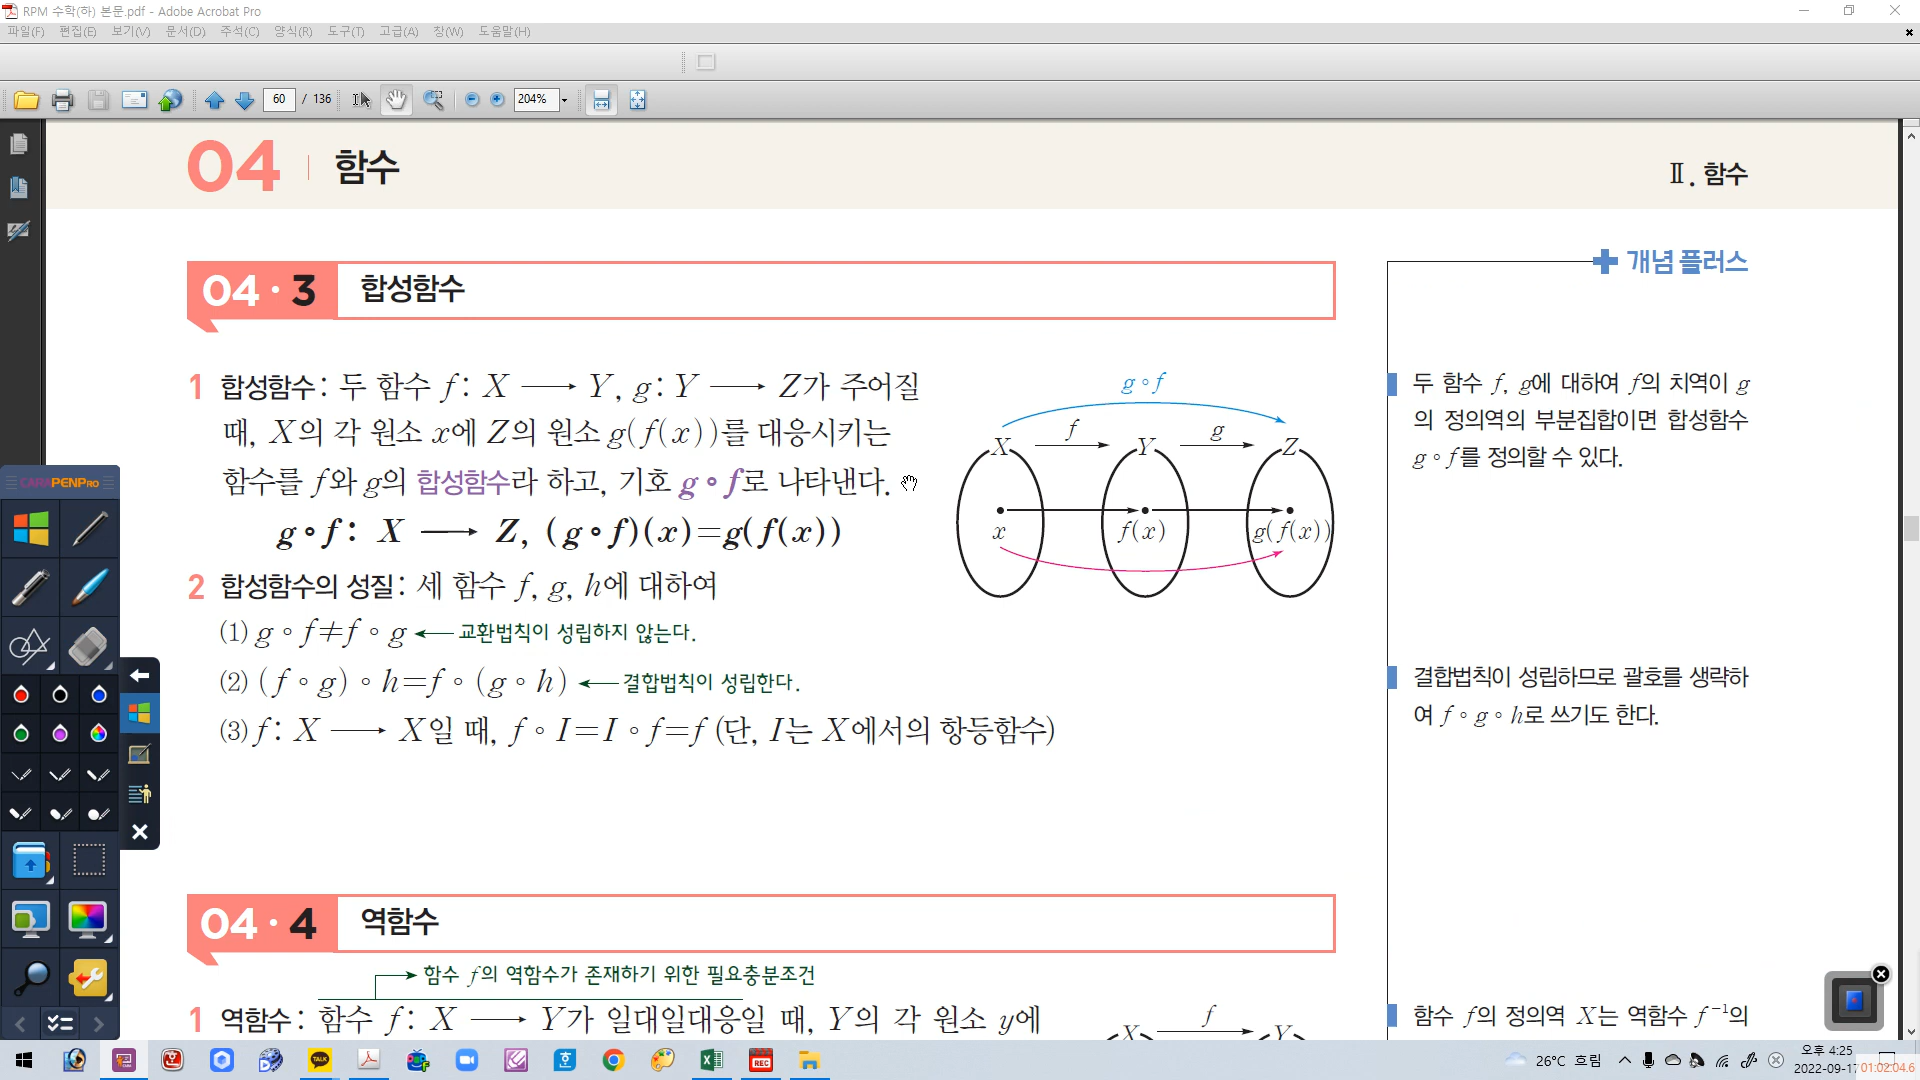 RPM 수학(하) 본문.pdf - Adobe Acrobat Pro
파일(F) 편집(E) 보기(V) 문서(D) 주석(C) 양식(R) 도구(T) 고급(A) 창(W) 도움말(H)
60 / 136 204%
04 함수
Ⅱ. 함수
04·3 합성함수
개념 플러스
1 합성함수 : 두 함수 f : X ⟶ Y, g : Y ⟶ Z가 주어질
때, X의 각 원소 x에 Z의 원소 g(f(x))를 대응시키는
함수를 f와 g의 합성함수라 하고, 기호 g∘f로 나타낸다.
g∘f : X ⟶ Z, (g∘f)(x)=g(f(x))
g∘f
X f Y g Z
x f(x) g(f(x))
두 함수 f, g에 대하여 f의 치역이 g
의 정의역의 부분집합이면 합성함수
g∘f를 정의할 수 있다.
2 합성함수의 성질 : 세 함수 f, g, h에 대하여
(1) g∘f≠f∘g ← 교환법칙이 성립하지 않는다.
(2) (f∘g)∘h=f∘(g∘h) ← 결합법칙이 성립한다.
(3) f : X ⟶ X일 때, f∘I=I∘f=f (단, I는 X에서의 항등함수)
결합법칙이 성립하므로 괄호를 생략하
여 f∘g∘h로 쓰기도 한다.
04·4 역함수
함수 f의 역함수가 존재하기 위한 필요충분조건
1 역함수 : 함수 f : X ⟶ Y가 일대일대응일 때, Y의 각 원소 y에
X f Y
함수 f의 정의역 X는 역함수 f⁻¹의
CARAPENPRO
TALK
REC
26°C 흐림
오후 4:25
2022-09-17
01:02:04.6